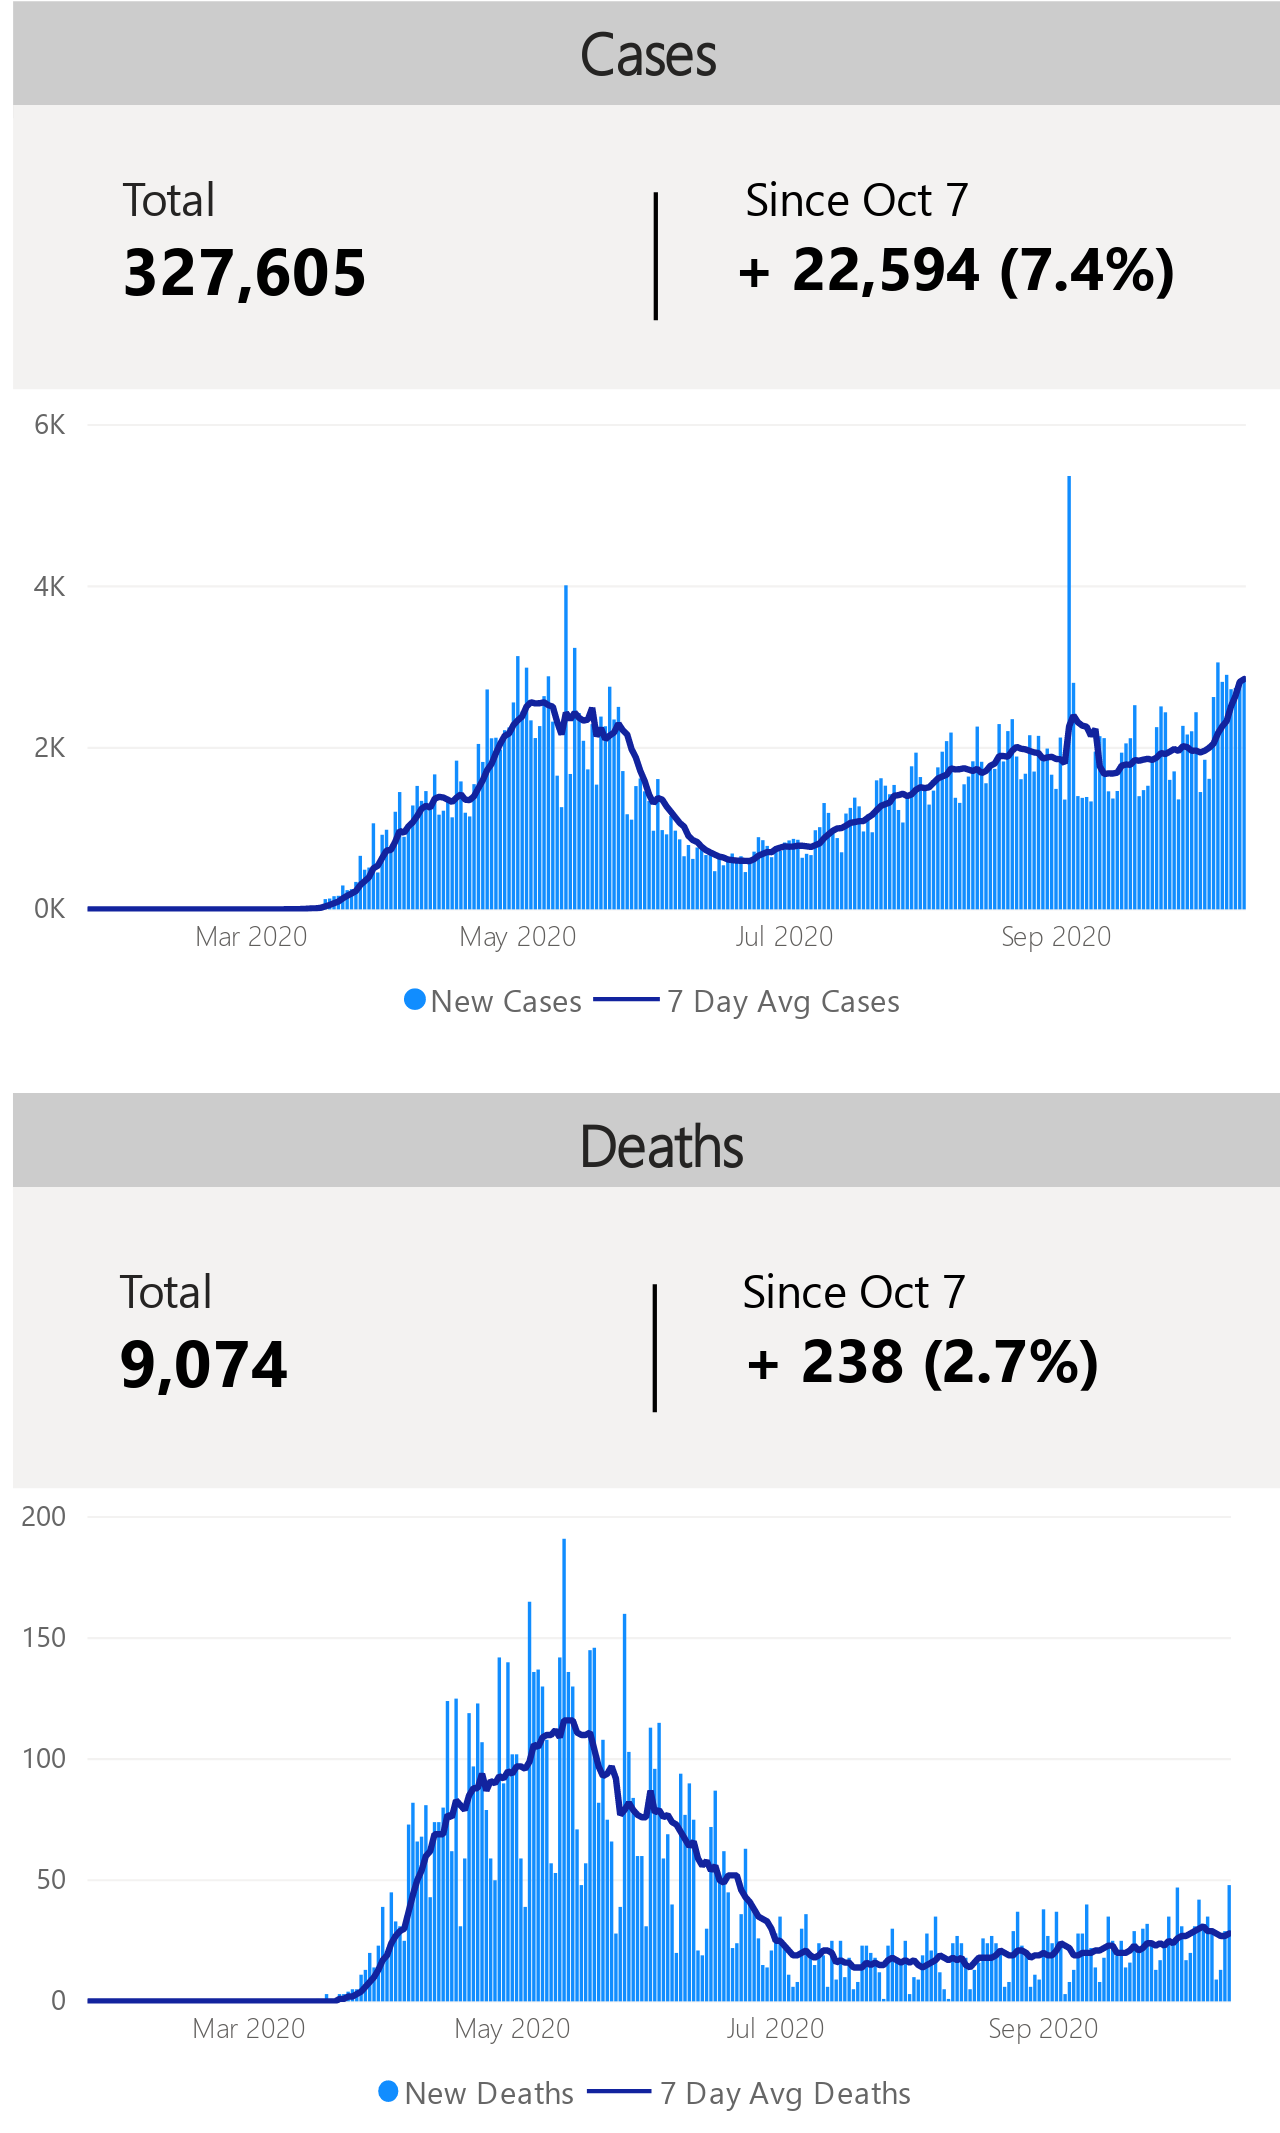 Cases
Total
Since Oct 7
327,605
+ 22,594 (7.4%)
6K
4K
2K
0K
Mar 2020 May 2020 Jul 2020 Sep 2020
New Cases 7 Day Avg Cases
Deaths
Total
Since Oct 7
9,074
+ 238 (2.7%)
200
150
100
50
0
Mar 2020 May 2020 Jul 2020 Sep 2020
New Deaths 7 Day Avg Deaths